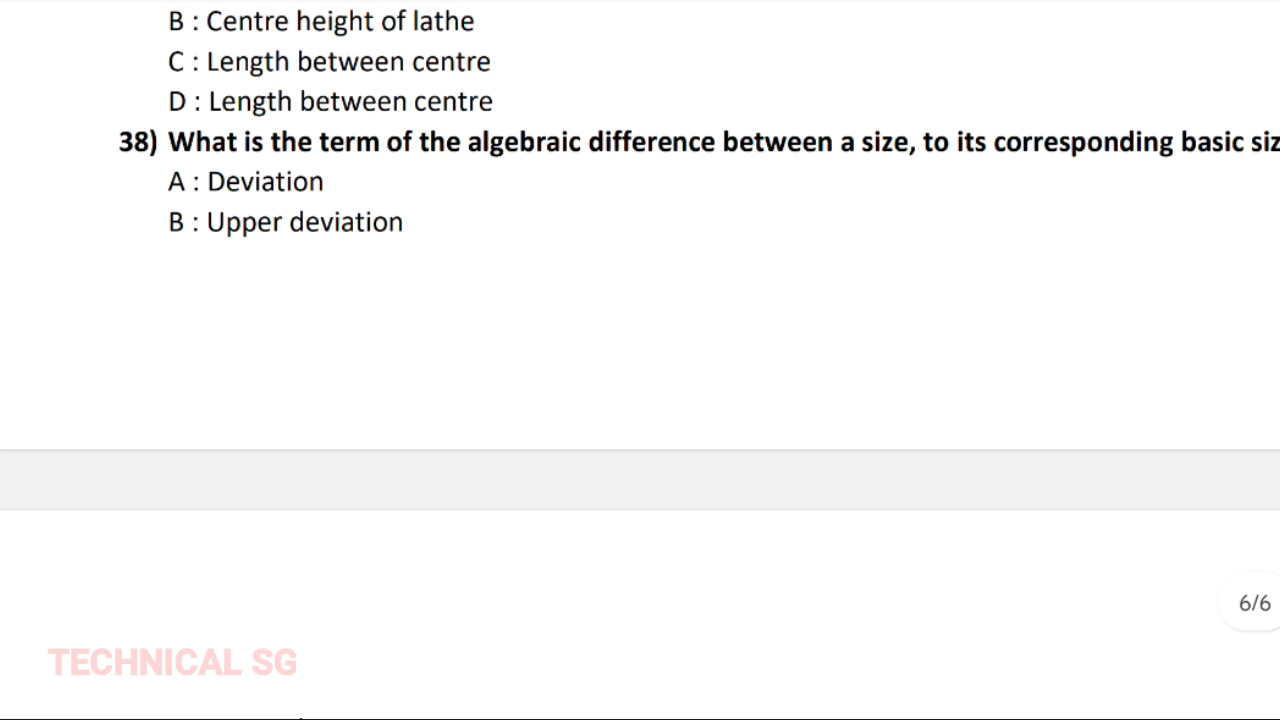 B : Centre height of lathe
C : Length between centre
D : Length between centre
38) What is the term of the algebraic difference between a size, to its corresponding basic siz
A : Deviation
B : Upper deviation
6/6
TECHNICAL SG